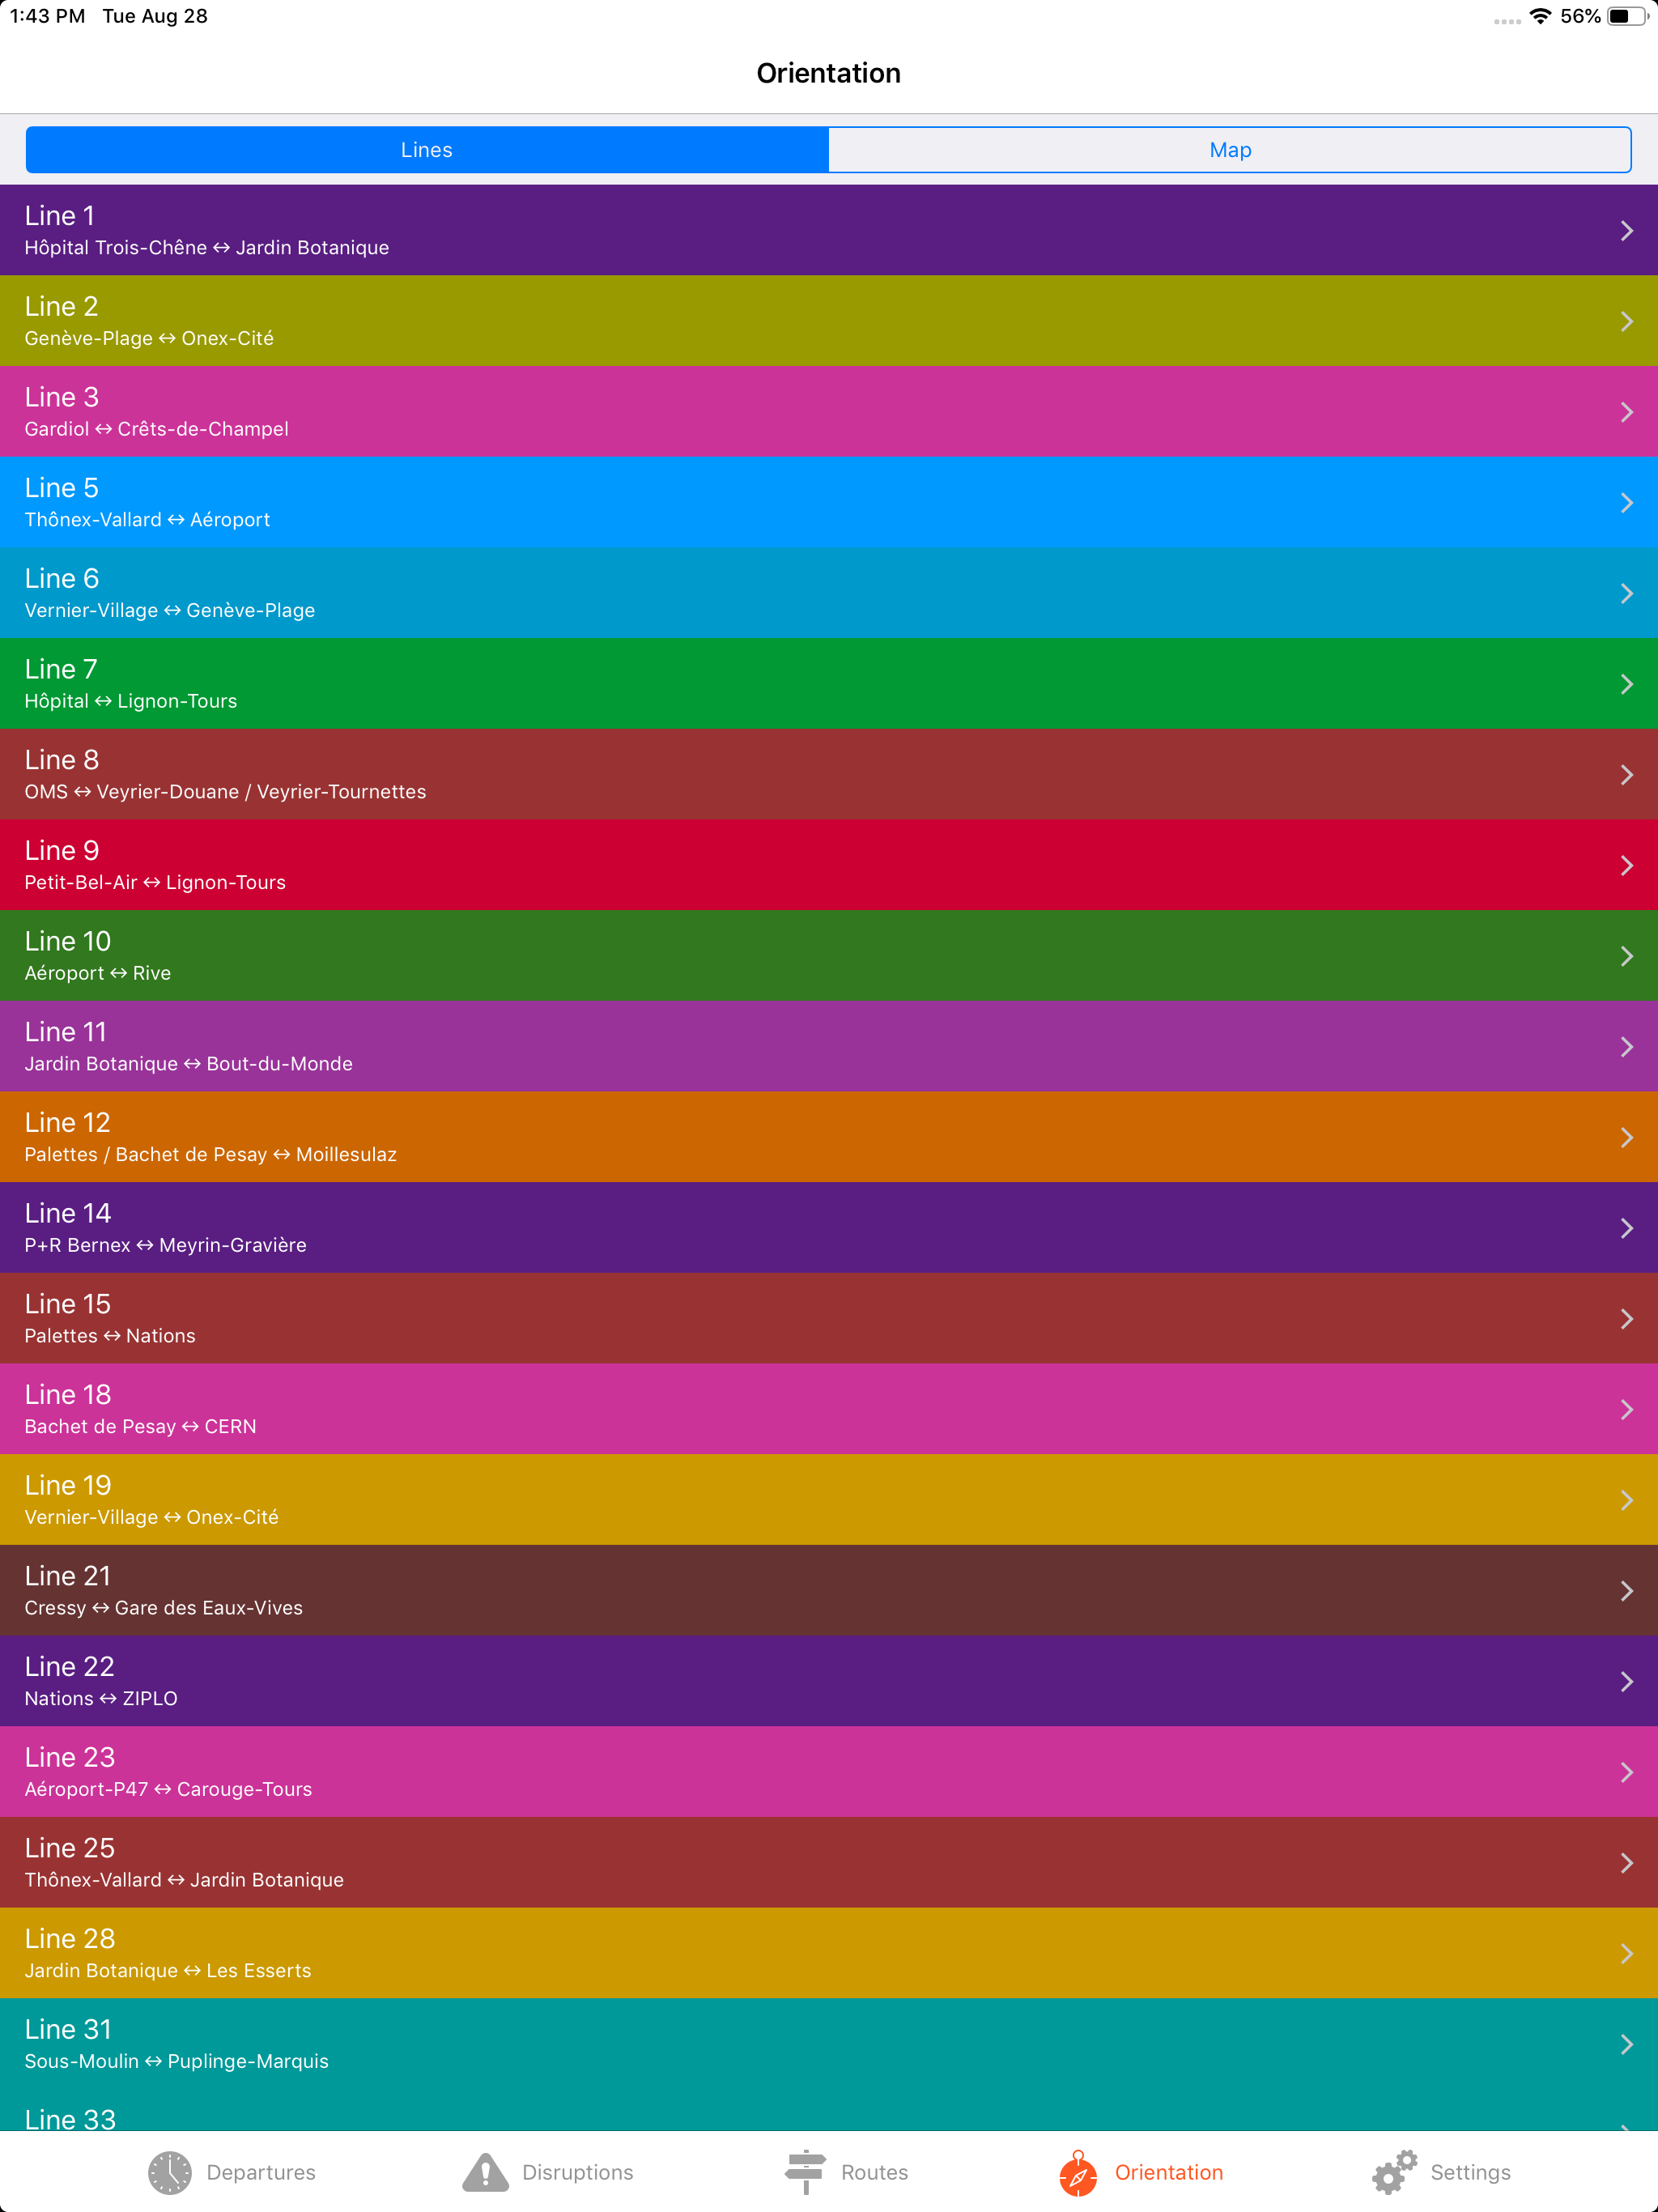 1:43 PM Tue Aug 28 56%
Orientation
Lines Map
Line 1
Hôpital Trois-Chêne ↔ Jardin Botanique
Line 2
Genève-Plage ↔ Onex-Cité
Line 3
Gardiol ↔ Crêts-de-Champel
Line 5
Thônex-Vallard ↔ Aéroport
Line 6
Vernier-Village ↔ Genève-Plage
Line 7
Hôpital ↔ Lignon-Tours
Line 8
OMS ↔ Veyrier-Douane / Veyrier-Tournettes
Line 9
Petit-Bel-Air ↔ Lignon-Tours
Line 10
Aéroport ↔ Rive
Line 11
Jardin Botanique ↔ Bout-du-Monde
Line 12
Palettes / Bachet de Pesay ↔ Moillesulaz
Line 14
P+R Bernex ↔ Meyrin-Gravière
Line 15
Palettes ↔ Nations
Line 18
Bachet de Pesay ↔ CERN
Line 19
Vernier-Village ↔ Onex-Cité
Line 21
Cressy ↔ Gare des Eaux-Vives
Line 22
Nations ↔ ZIPLO
Line 23
Aéroport-P47 ↔ Carouge-Tours
Line 25
Thônex-Vallard ↔ Jardin Botanique
Line 28
Jardin Botanique ↔ Les Esserts
Line 31
Sous-Moulin ↔ Puplinge-Marquis
Line 33
Departures Disruptions Routes Orientation Settings